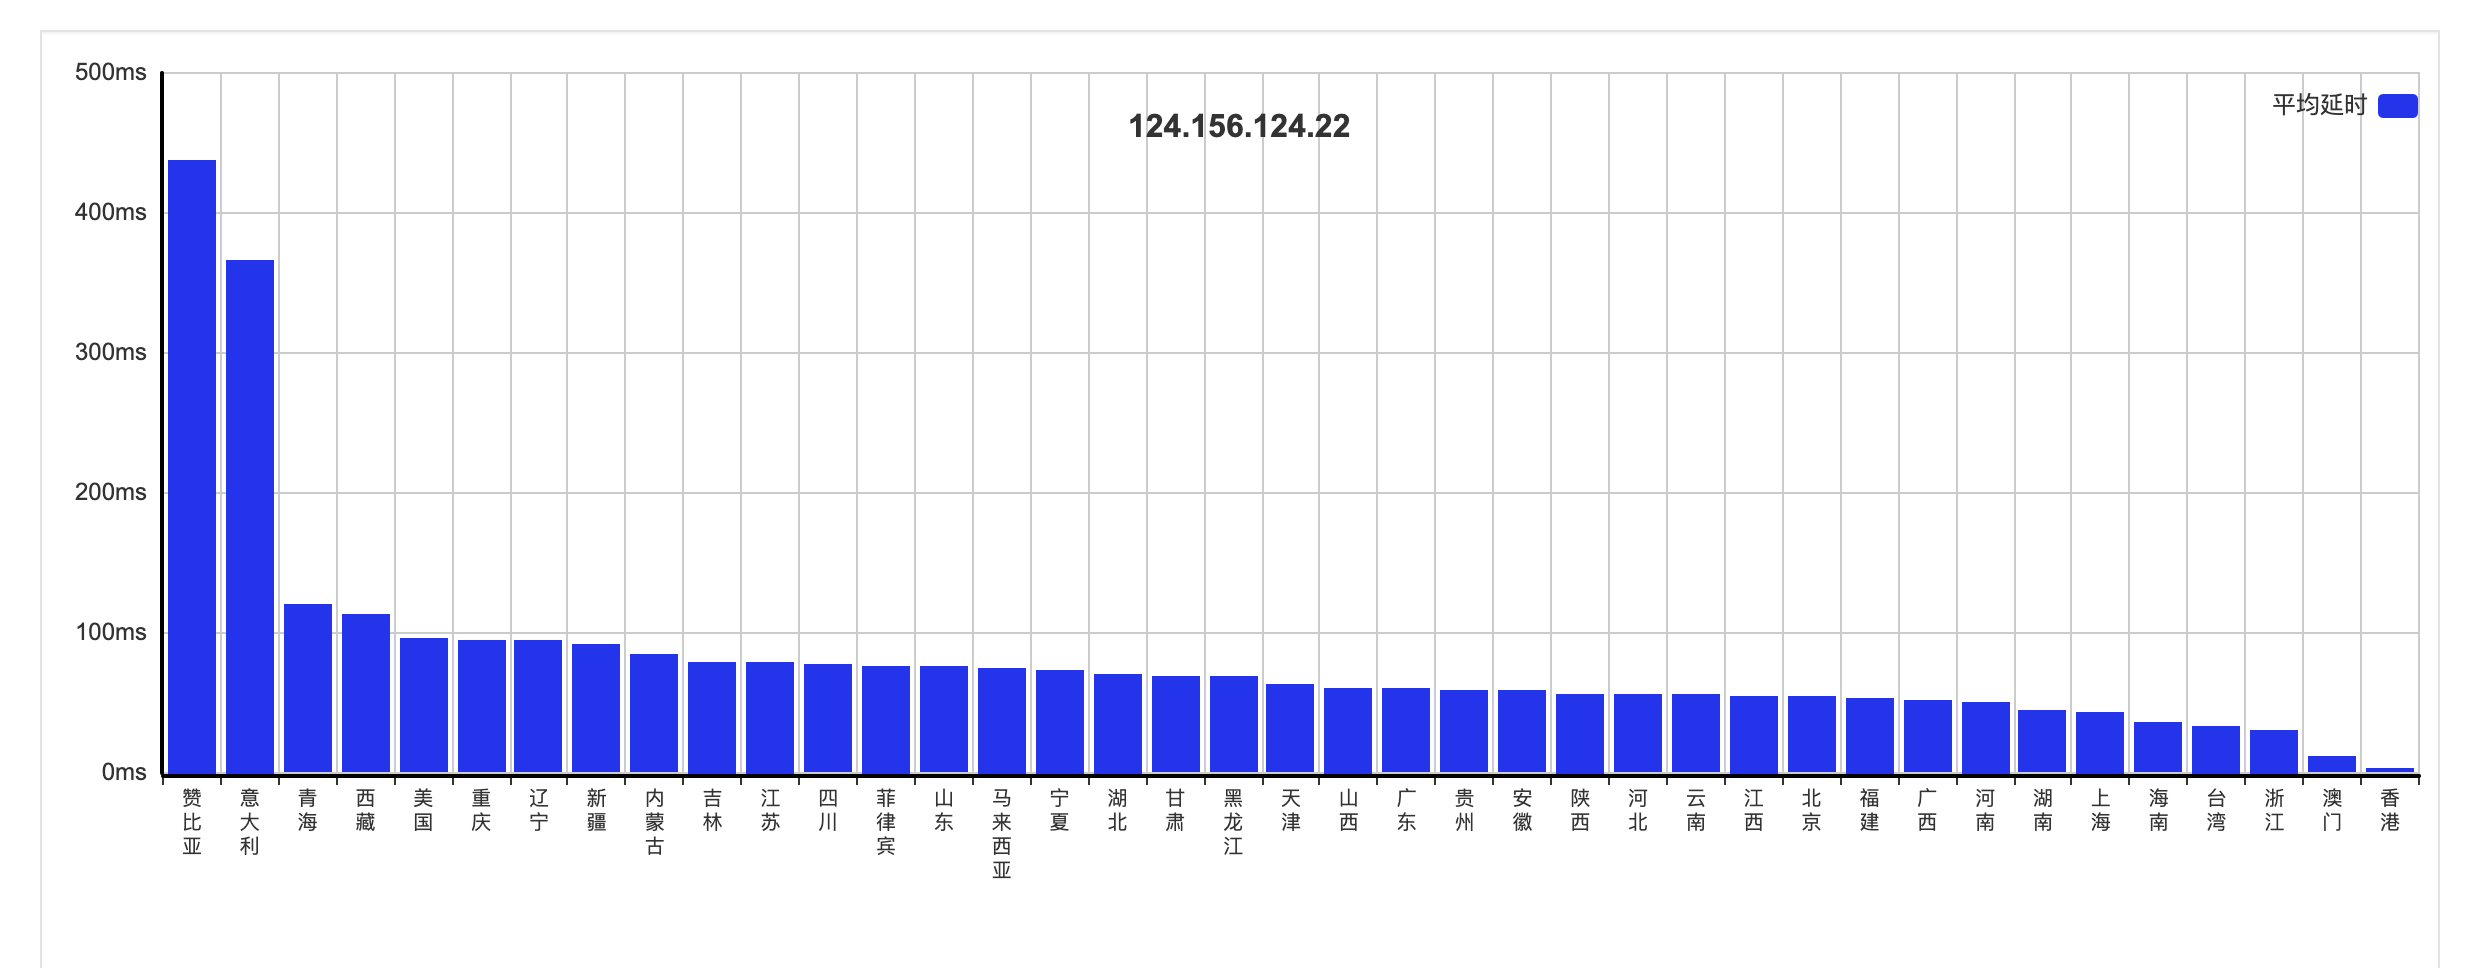 500ms
400ms
300ms
200ms
100ms
0ms
124.156.124.22
平均延时
赞比亚
意大利
青海
西藏
美国
重庆
辽宁
新疆
内蒙古
吉林
江苏
四川
菲律宾
山东
马来西亚
宁夏
湖北
甘肃
黑龙江
天津
山西
广东
贵州
安徽
陕西
河北
云南
江西
北京
福建
广西
河南
湖南
上海
海南
台湾
浙江
澳门
香港